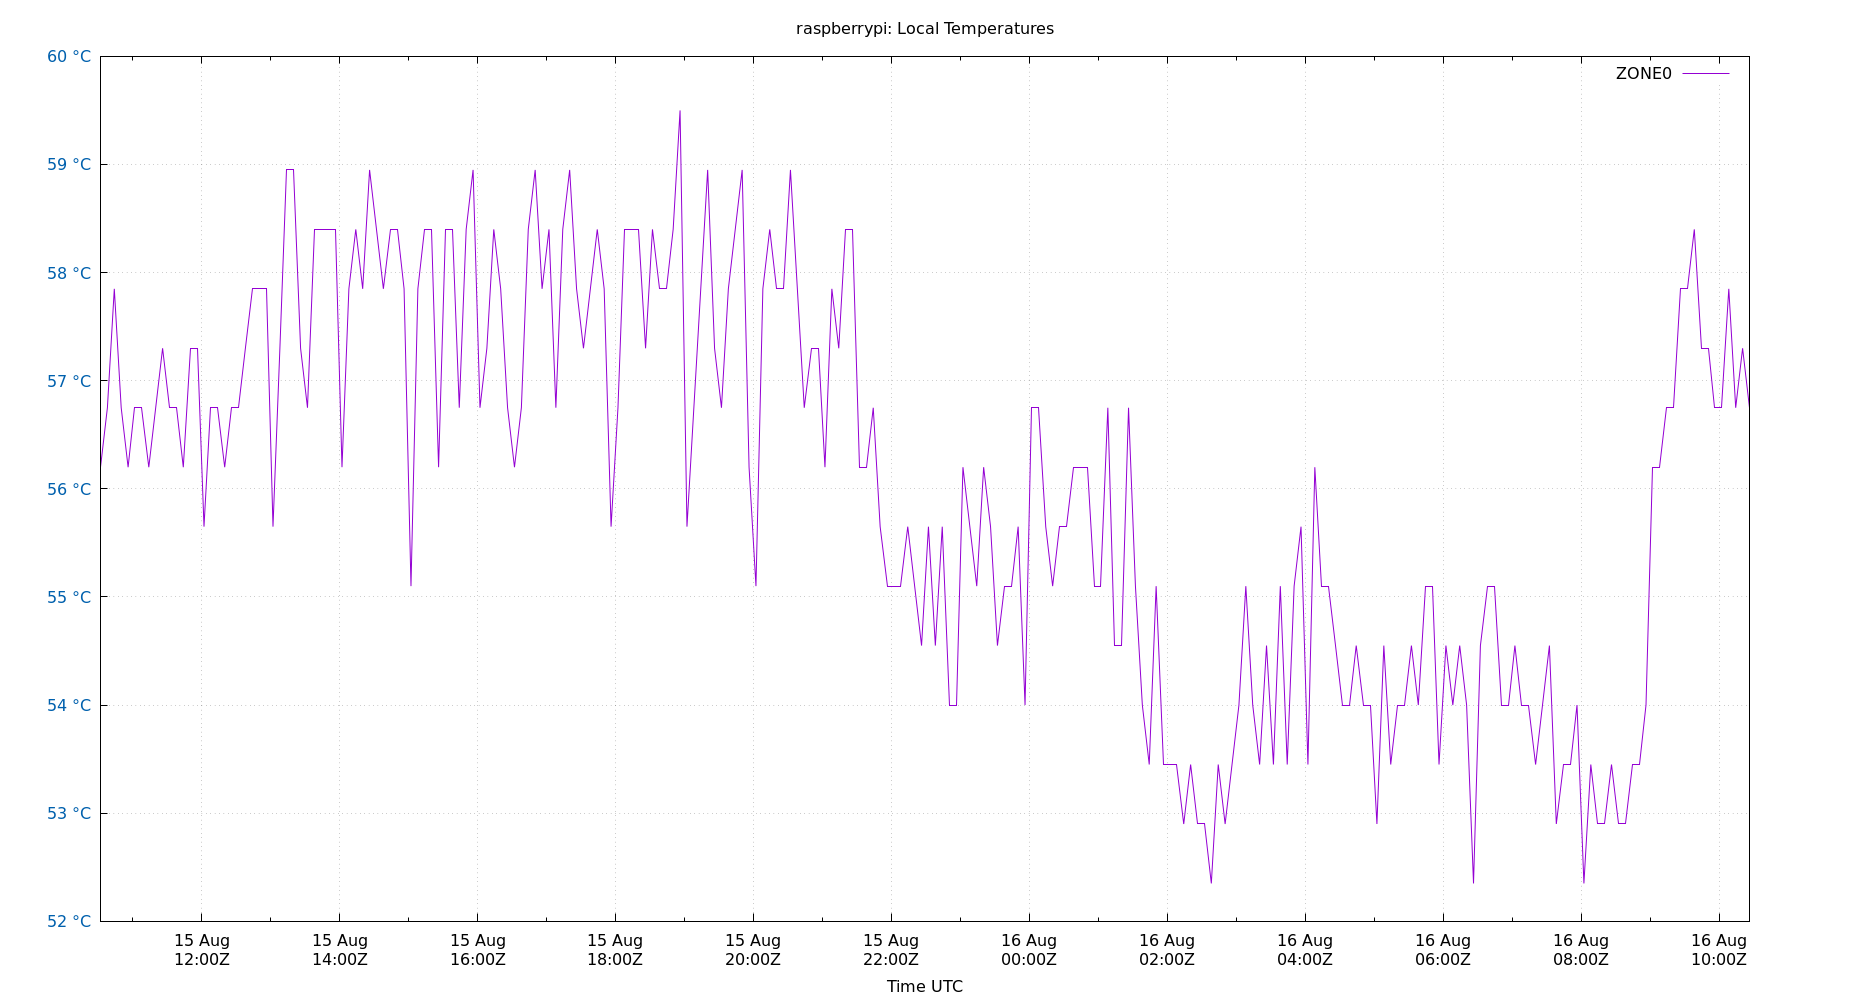 raspberrypi: Local Temperatures
ZONE0
60 °C
59 °C
58 °C
57 °C
56 °C
55 °C
54 °C
53 °C
52 °C
15 Aug 15 Aug 15 Aug 15 Aug 15 Aug 15 Aug 16 Aug 16 Aug 16 Aug 16 Aug 16 Aug 16 Aug
12:00Z 14:00Z 16:00Z 18:00Z 20:00Z 22:00Z 00:00Z 02:00Z 04:00Z 06:00Z 08:00Z 10:00Z
Time UTC